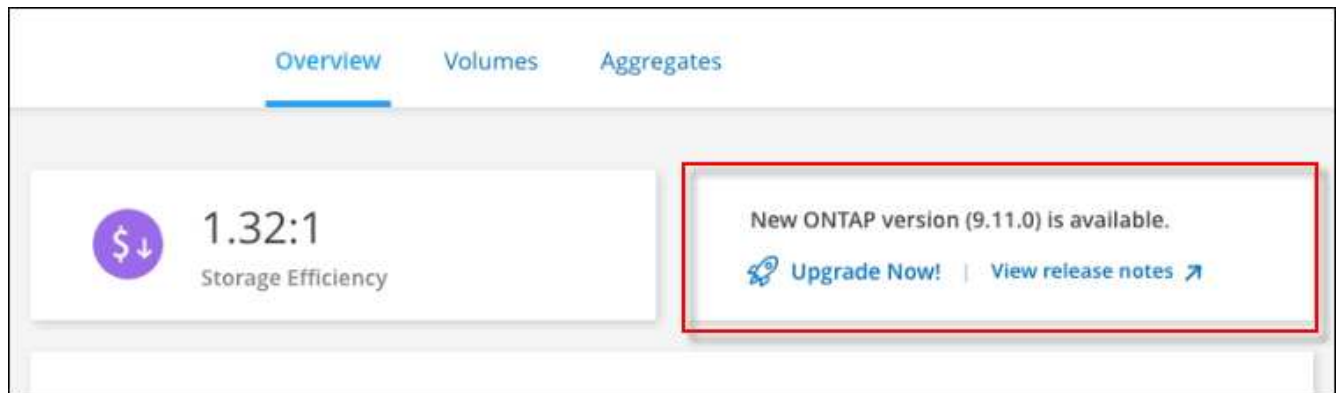 Overview Volumes Aggregates
1.32:1
Storage Efficiency
New ONTAP version (9.11.0) is available.
Upgrade Now! | View release notes